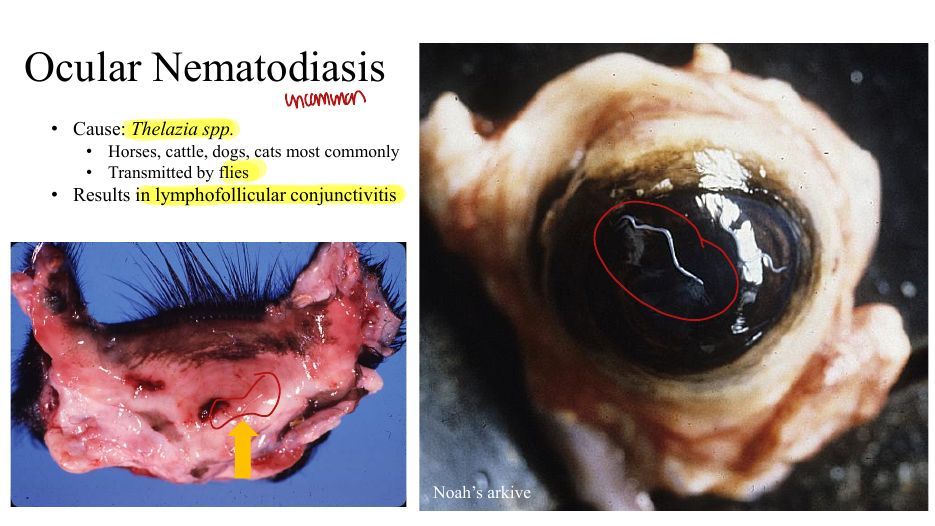 Ocular Nematodiasis
uncommon
• Cause: Thelazia spp.
• Horses, cattle, dogs, cats most commonly
• Transmitted by flies
• Results in lymphofollicular conjunctivitis
Noah's arkive